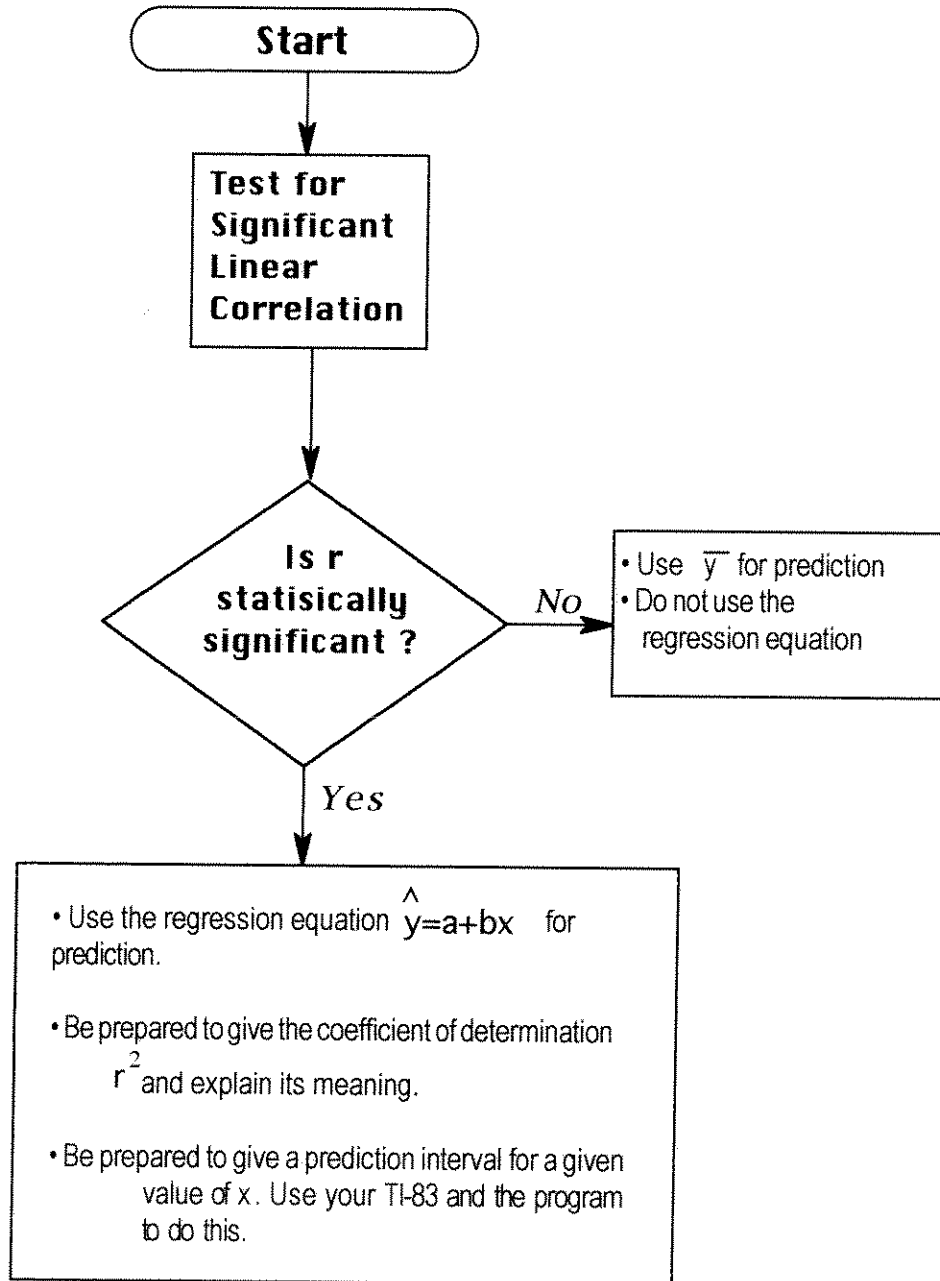 Start
Test for
Significant
Linear
Correlation
Is r
statisically
significant ?
No
• Use y̅ for prediction
• Do not use the
regression equation
Yes
• Use the regression equation ŷ=a+bx for
prediction.
• Be prepared to give the coefficient of determination
r² and explain its meaning.
• Be prepared to give a prediction interval for a given
value of x. Use your TI-83 and the program
to do this.